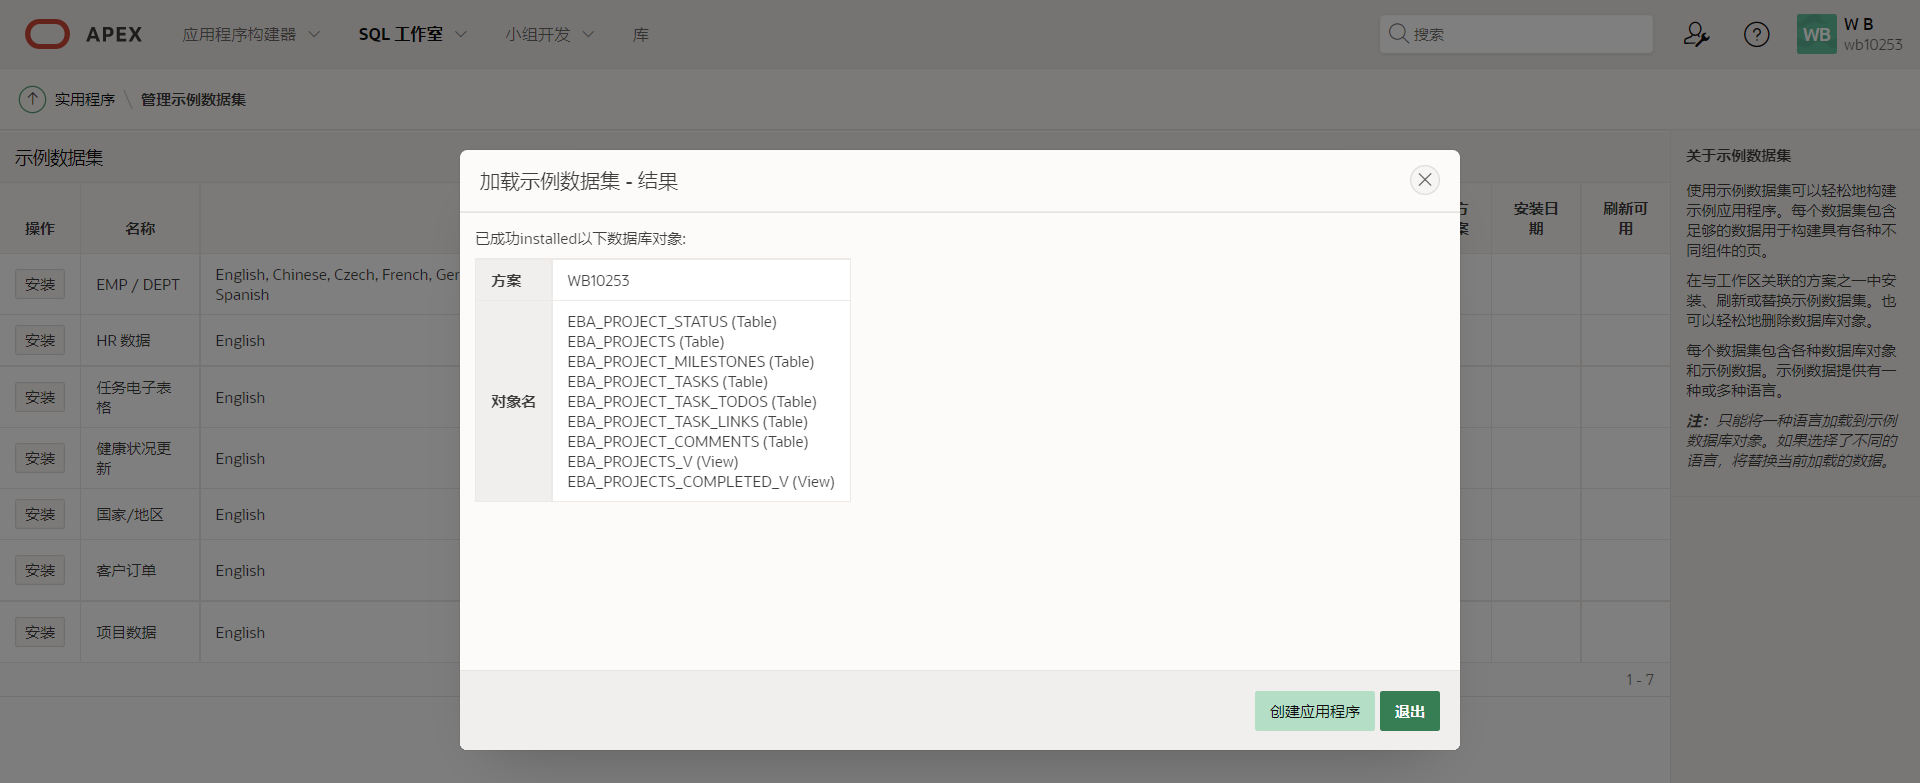 APEX
应用程序构建器
SQL 工作室
小组开发
库
搜索
WB
W B
wb10253
实用程序
管理示例数据集
示例数据集
操作
名称
方
案
安装日
期
刷新可
用
安装
EMP / DEPT
English, Chinese, Czech, French, Ger
Spanish
安装
HR 数据
English
安装
任务电子表
格
English
安装
健康状况更
新
English
安装
国家/地区
English
安装
客户订单
English
安装
项目数据
English
1 - 7
加载示例数据集 - 结果
已成功installed以下数据库对象:
方案
WB10253
对象名
EBA_PROJECT_STATUS (Table)
EBA_PROJECTS (Table)
EBA_PROJECT_MILESTONES (Table)
EBA_PROJECT_TASKS (Table)
EBA_PROJECT_TASK_TODOS (Table)
EBA_PROJECT_TASK_LINKS (Table)
EBA_PROJECT_COMMENTS (Table)
EBA_PROJECTS_V (View)
EBA_PROJECTS_COMPLETED_V (View)
创建应用程序
退出
关于示例数据集
使用示例数据集可以轻松地构建
示例应用程序。每个数据集包含
足够的数据用于构建具有各种不
同组件的页。
在与工作区关联的方案之一中安
装、刷新或替换示例数据集。也
可以轻松地删除数据库对象。
每个数据集包含各种数据库对象
和示例数据。示例数据提供有一
种或多种语言。
注：只能将一种语言加载到示例
数据库对象。如果选择了不同的
语言，将替换当前加载的数据。